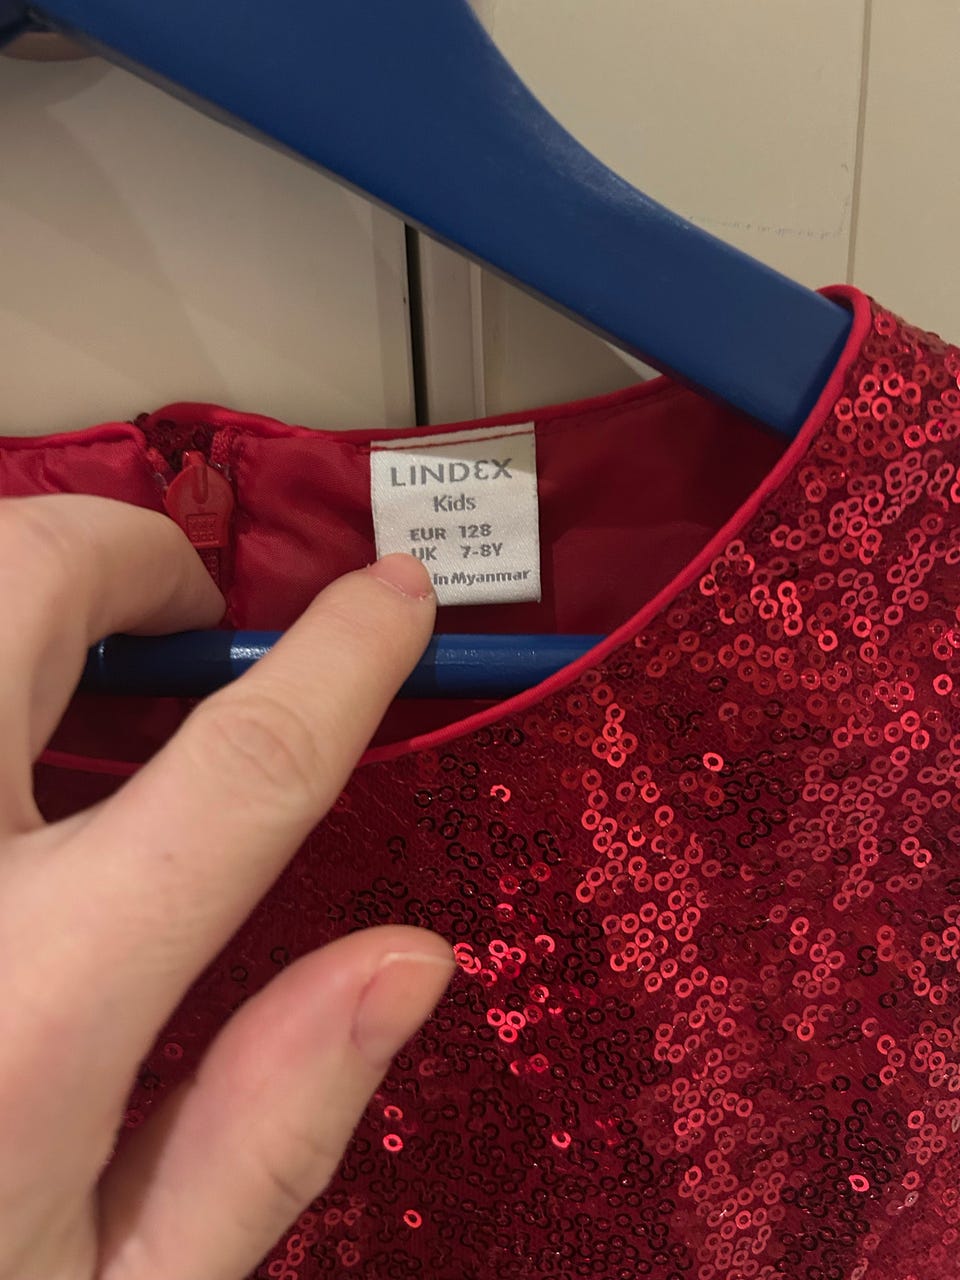 LINDEX
Kids
EUR 128
UK 7-8Y
in Myanmar